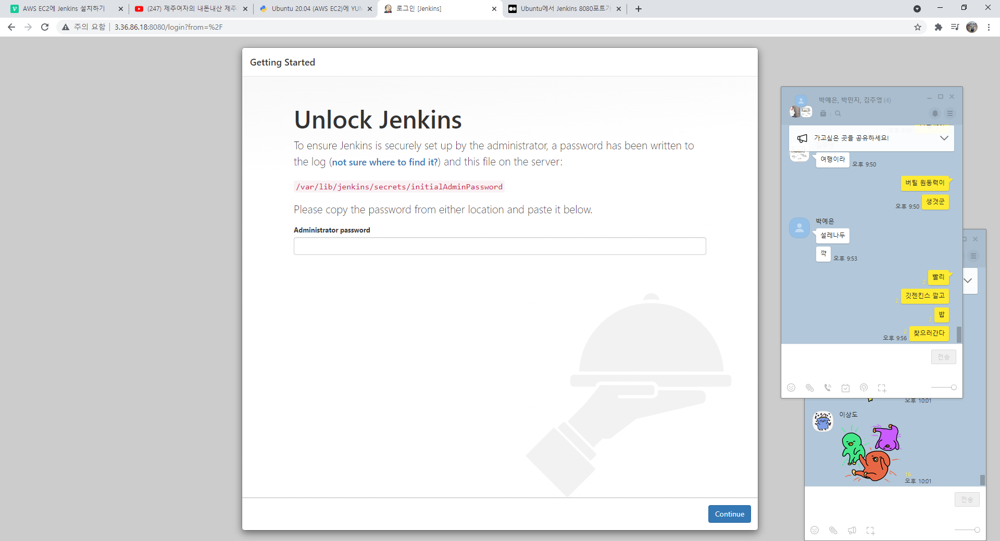 AWS EC2에 Jenkins 설치하기
(247) 제주여자의 내돈내산 제주
Ubuntu 20.04 (AWS EC2)에 YUM
로그인 [Jenkins]
Ubuntu에서 Jenkins 8080포트가
주의 요함
3.36.86.18:8080/login?from=%2F
Getting Started
Unlock Jenkins
To ensure Jenkins is securely set up by the administrator, a password has been written to
the log (not sure where to find it?) and this file on the server:
/var/lib/jenkins/secrets/initialAdminPassword
Please copy the password from either location and paste it below.
Administrator password
Continue
박예은, 박민지, 김주영 (4)
가고싶은 곳을 공유하세요!
여행이라
오후 9:50
버틸 원동력이
생겻군
오후 9:50
박예은
설레나두
꺅
오후 9:53
빨리
2
깃젠킨스 깔고
2
밥
2
찾으러간다
2
오후 9:56
전송
오후 10:01
이상도
16
오후 10:01
전송